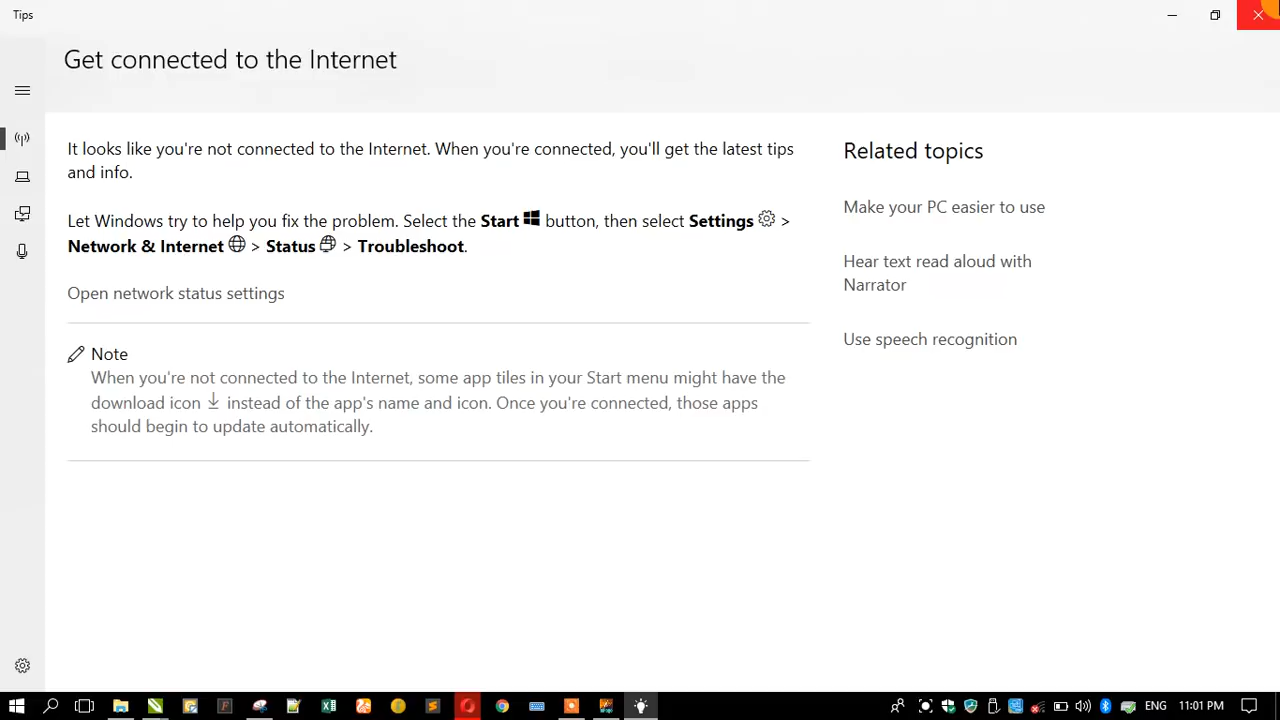 Tips
Get connected to the Internet
It looks like you're not connected to the Internet. When you're connected, you'll get the latest tips
and info.
Let Windows try to help you fix the problem. Select the Start button, then select Settings >
Network & Internet > Status > Troubleshoot.
Open network status settings
Note
When you're not connected to the Internet, some app tiles in your Start menu might have the
download icon instead of the app's name and icon. Once you're connected, those apps
should begin to update automatically.
Related topics
Make your PC easier to use
Hear text read aloud with
Narrator
Use speech recognition
ENG 11:01 PM